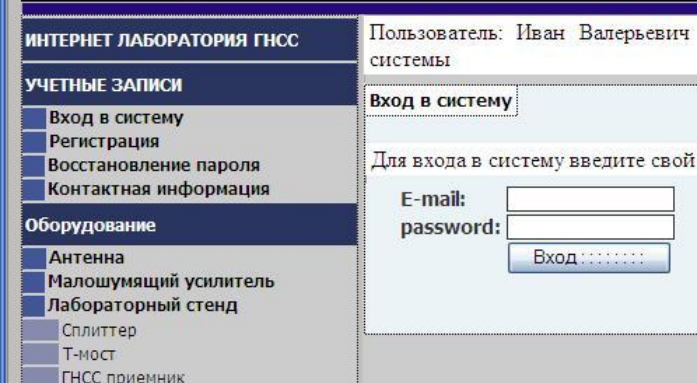 ИНТЕРНЕТ ЛАБОРАТОРИЯ ГНСС
УЧЕТНЫЕ ЗАПИСИ
Вход в систему
Регистрация
Восстановление пароля
Контактная информация
Оборудование
Антенна
Малошумящий усилитель
Лабораторный стенд
Сплиттер
Т-мост
ГНСС приемник
Пользователь: Иван Валерьевич
системы
Вход в систему
Для входа в систему введите свой
E-mail:
password:
Вход::::::::